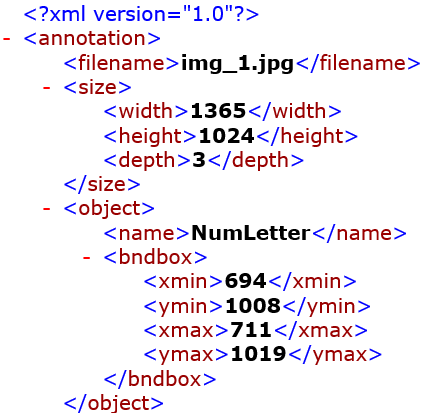 <?xml version="1.0"?>
- <annotation>
<filename>img_1.jpg</filename>
- <size>
<width>1365</width>
<height>1024</height>
<depth>3</depth>
</size>
- <object>
<name>NumLetter</name>
- <bndbox>
<xmin>694</xmin>
<ymin>1008</ymin>
<xmax>711</xmax>
<ymax>1019</ymax>
</bndbox>
</object>